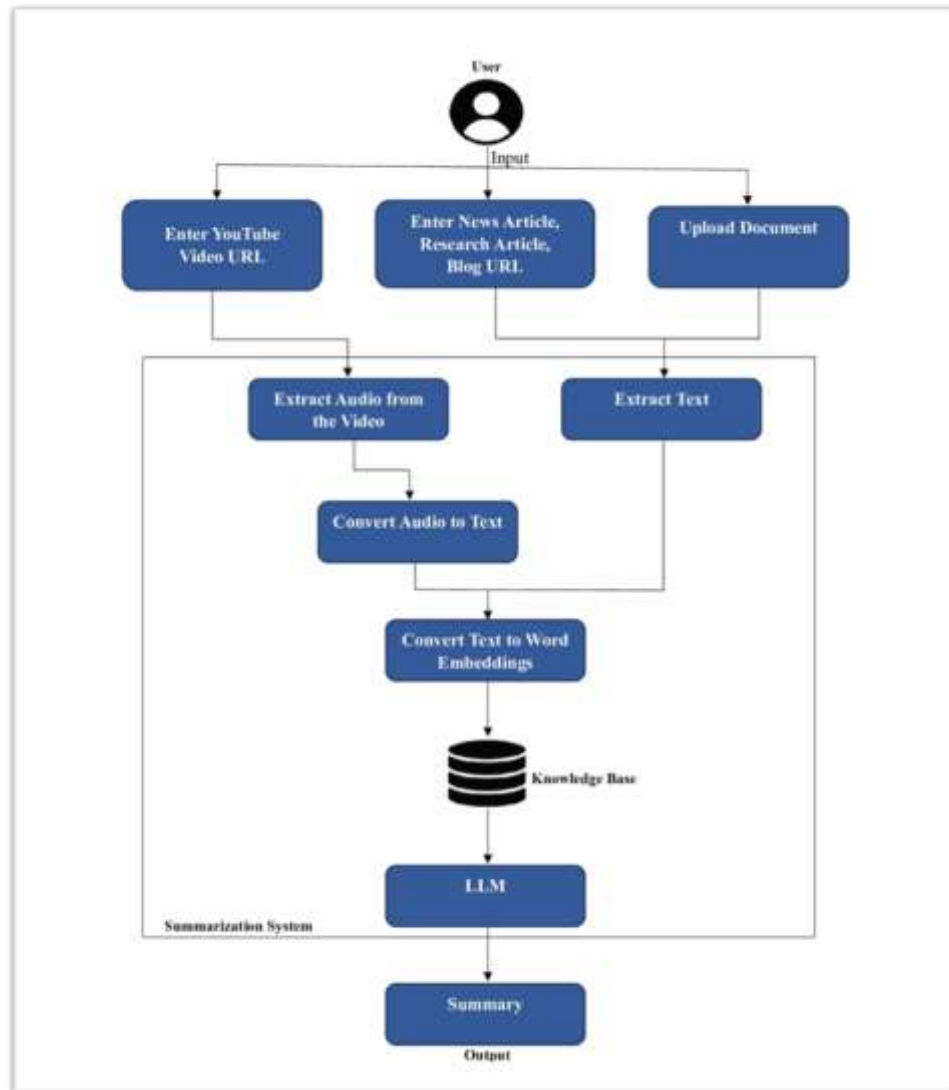 User
Input
Enter YouTube
Video URL
Enter News Article,
Research Article,
Blog URL
Upload Document
Extract Audio from
the Video
Extract Text
Convert Audio to Text
Convert Text to Word
Embeddings
Knowledge Base
LLM
Summarization System
Summary
Output